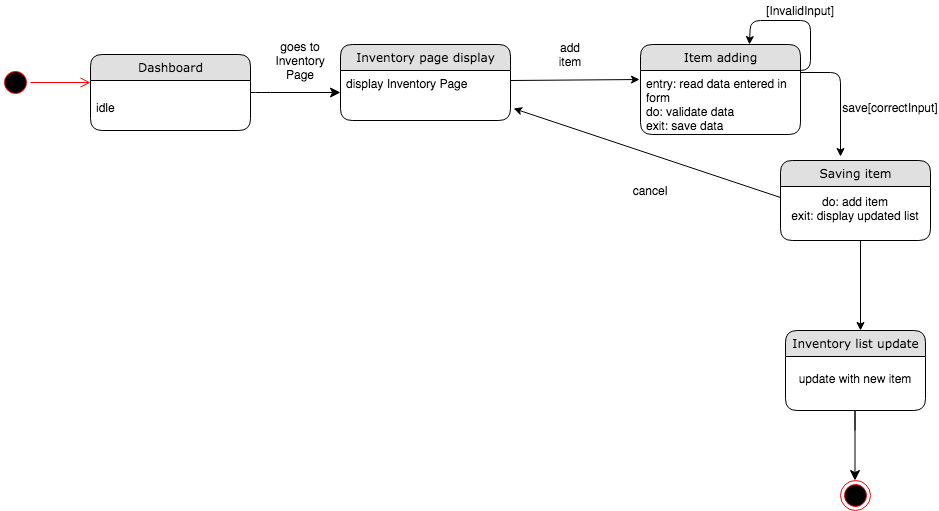 [InvalidInput]
Dashboard
idle
goes to
Inventory
Page
Inventory page display
display Inventory Page
add
item
Item adding
entry: read data entered in
form
do: validate data
exit: save data
save[correctInput]
cancel
Saving item
do: add item
exit: display updated list
Inventory list update
update with new item